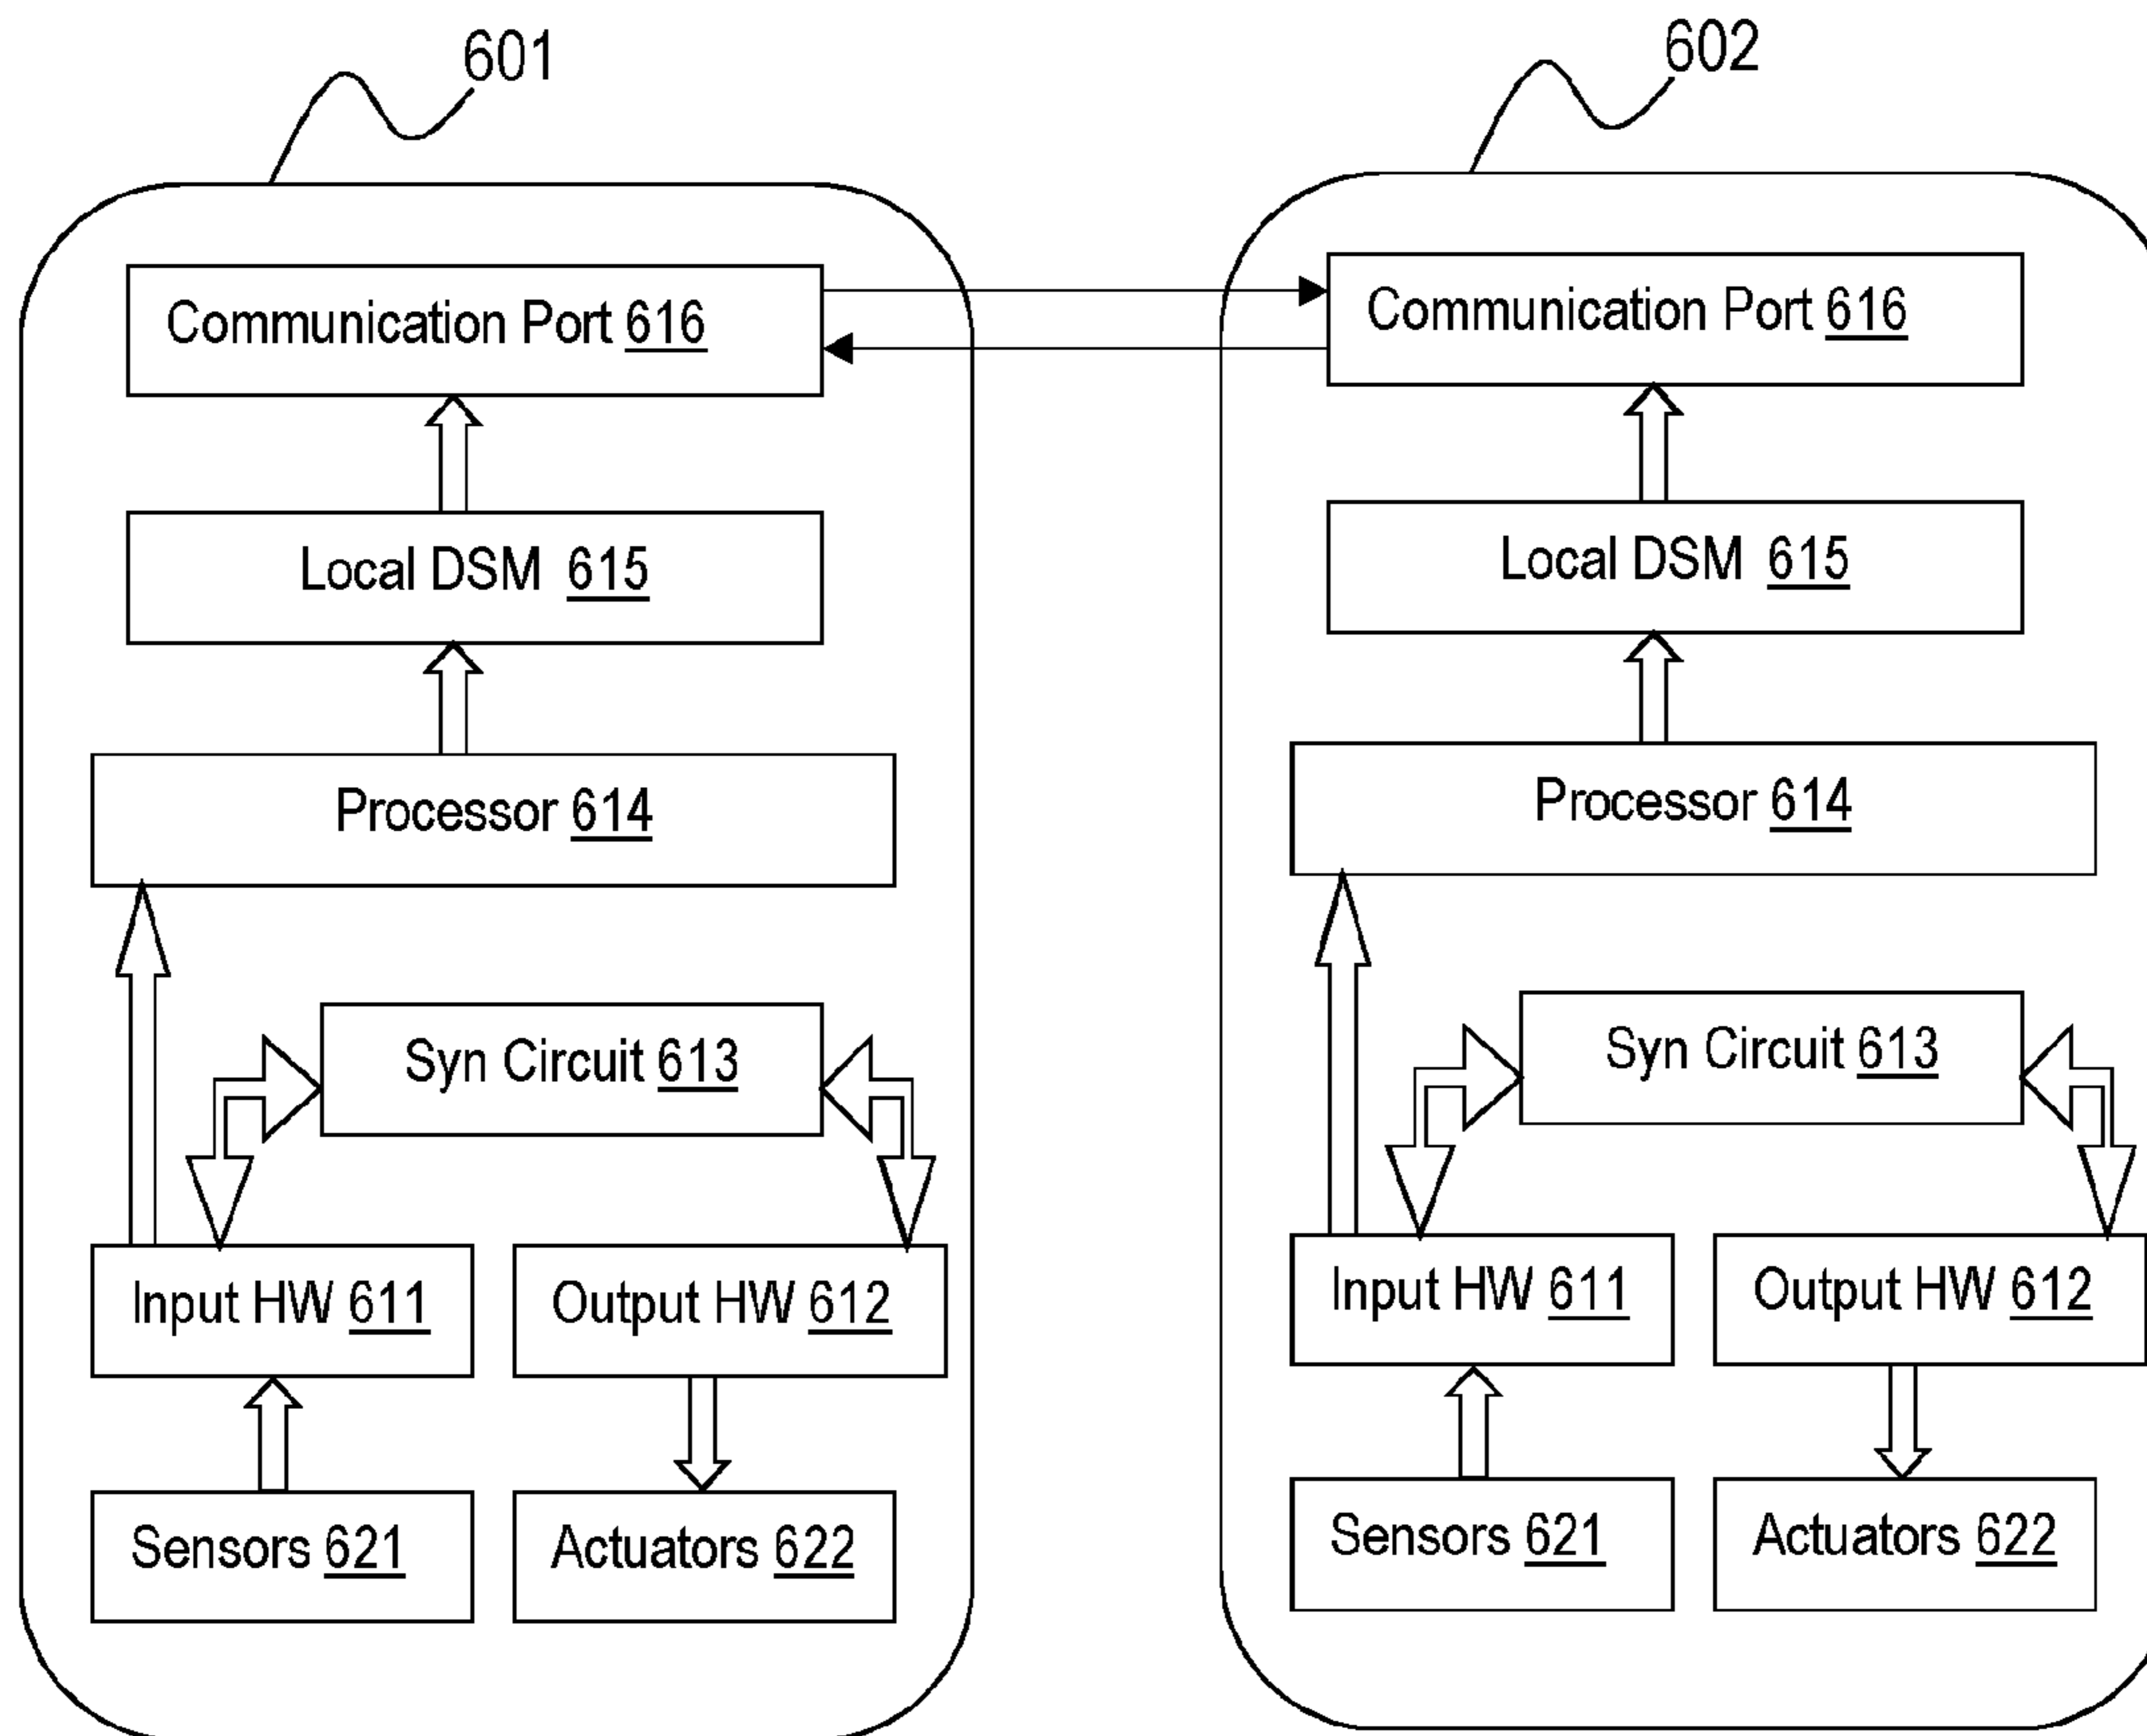 601
602
Communication Port 616
Communication Port 616
Local DSM 615
Local DSM 615
Processor 614
Processor 614
Syn Circuit 613
Syn Circuit 613
Input HW 611
Output HW 612
Input HW 611
Output HW 612
Sensors 621
Actuators 622
Sensors 621
Actuators 622